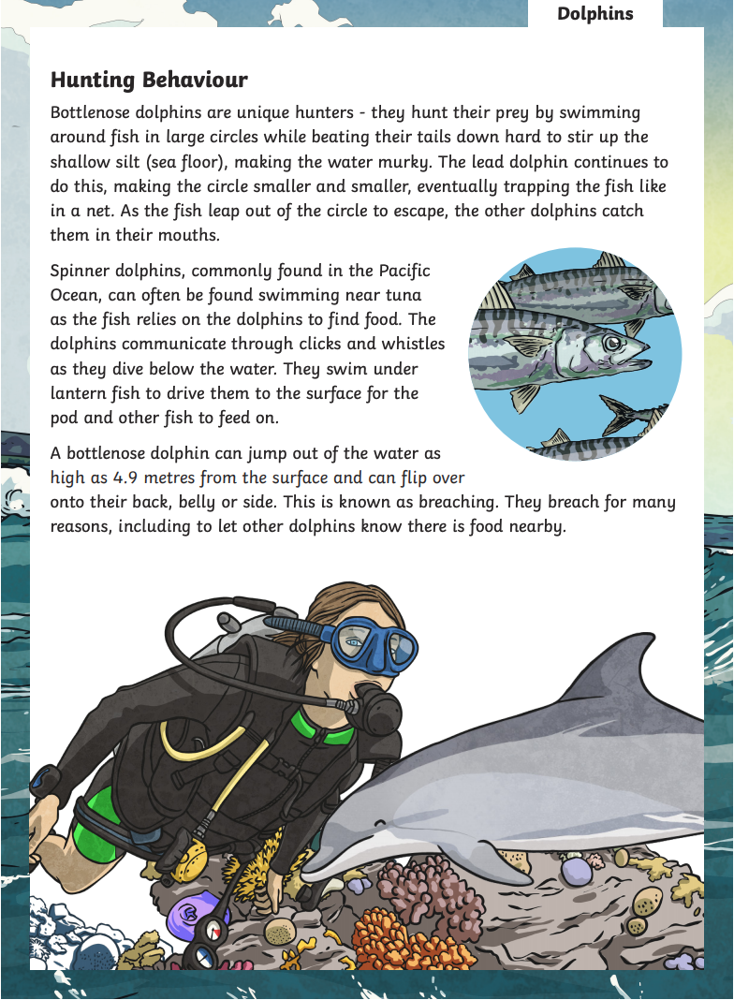 Dolphins
Hunting Behaviour
Bottlenose dolphins are unique hunters - they hunt their prey by swimming
around fish in large circles while beating their tails down hard to stir up the
shallow silt (sea floor), making the water murky. The lead dolphin continues to
do this, making the circle smaller and smaller, eventually trapping the fish like
in a net. As the fish leap out of the circle to escape, the other dolphins catch
them in their mouths.
Spinner dolphins, commonly found in the Pacific
Ocean, can often be found swimming near tuna
as the fish relies on the dolphins to find food. The
dolphins communicate through clicks and whistles
as they dive below the water. They swim under
lantern fish to drive them to the surface for the
pod and other fish to feed on.
A bottlenose dolphin can jump out of the water as
high as 4.9 metres from the surface and can flip over
onto their back, belly or side. This is known as breaching. They breach for many
reasons, including to let other dolphins know there is food nearby.